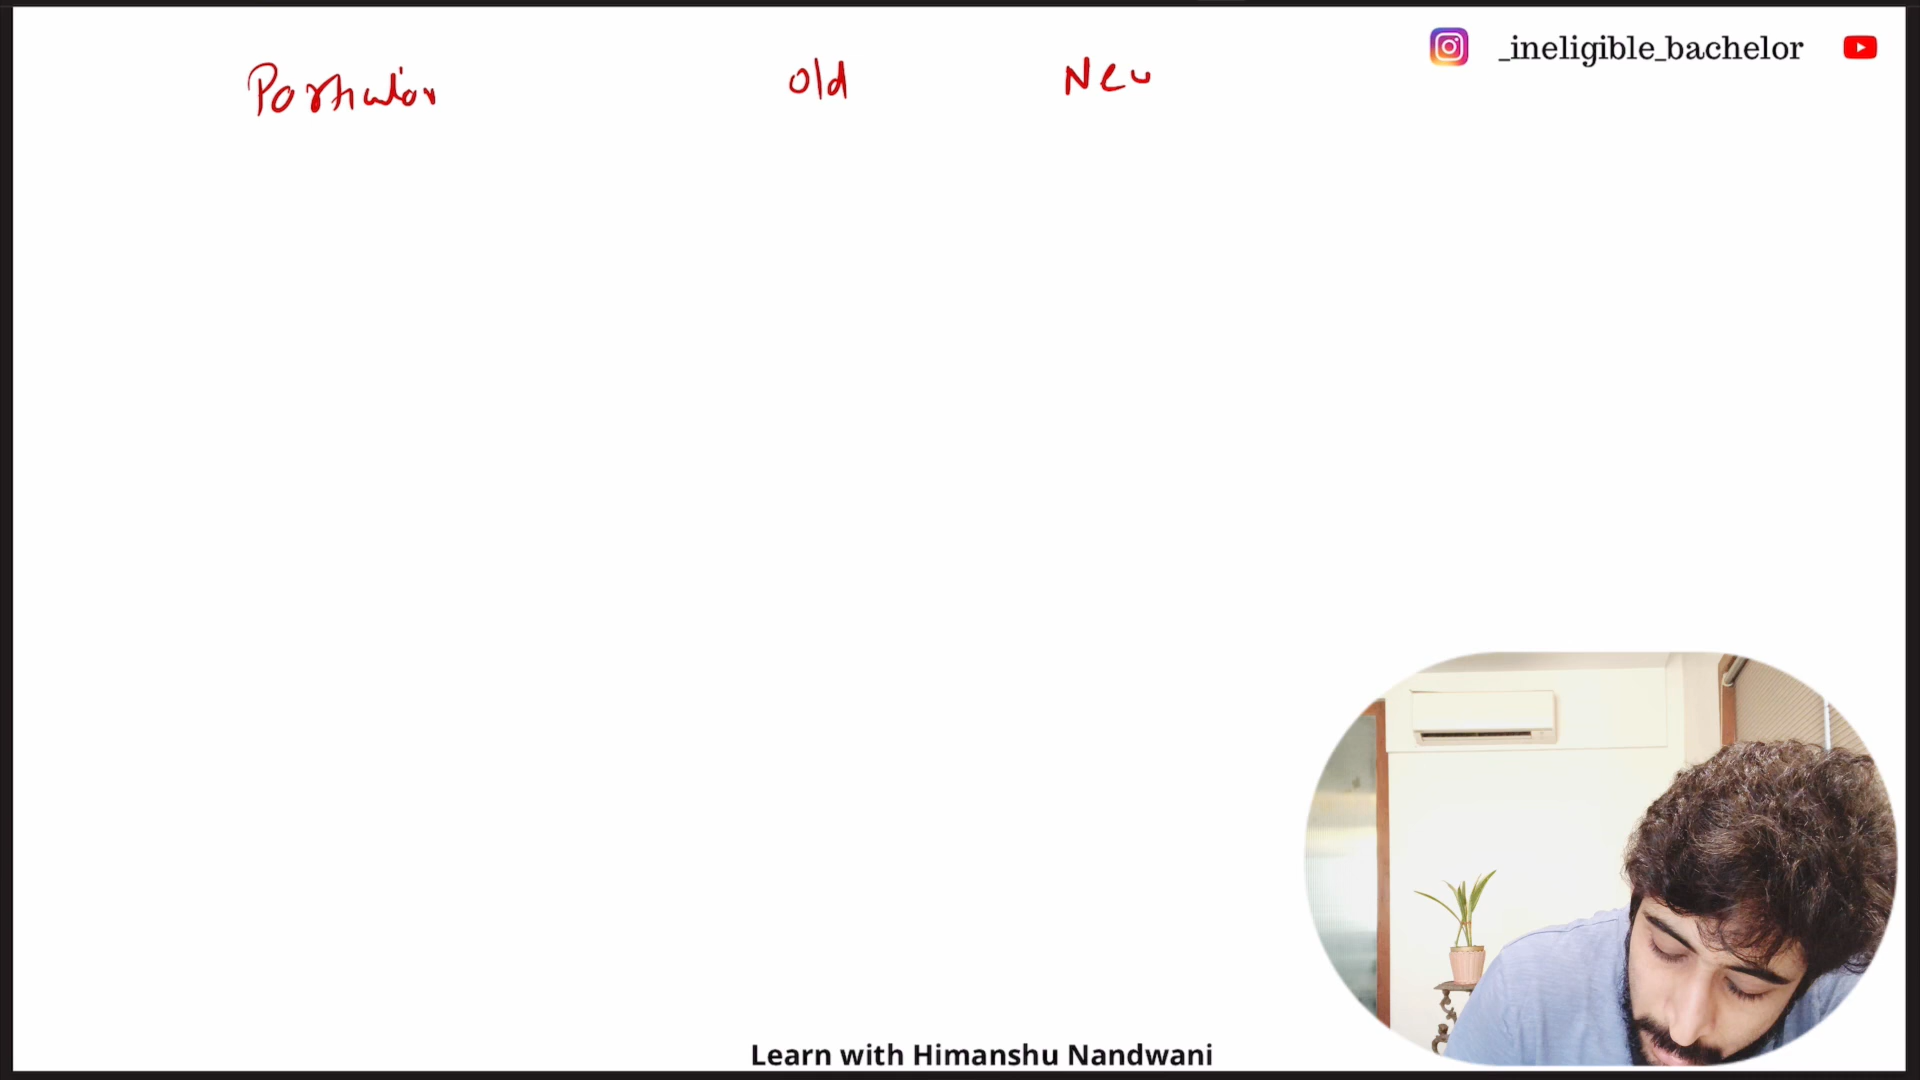 Particular Old New
_ineligible_bachelor
Learn with Himanshu Nandwani